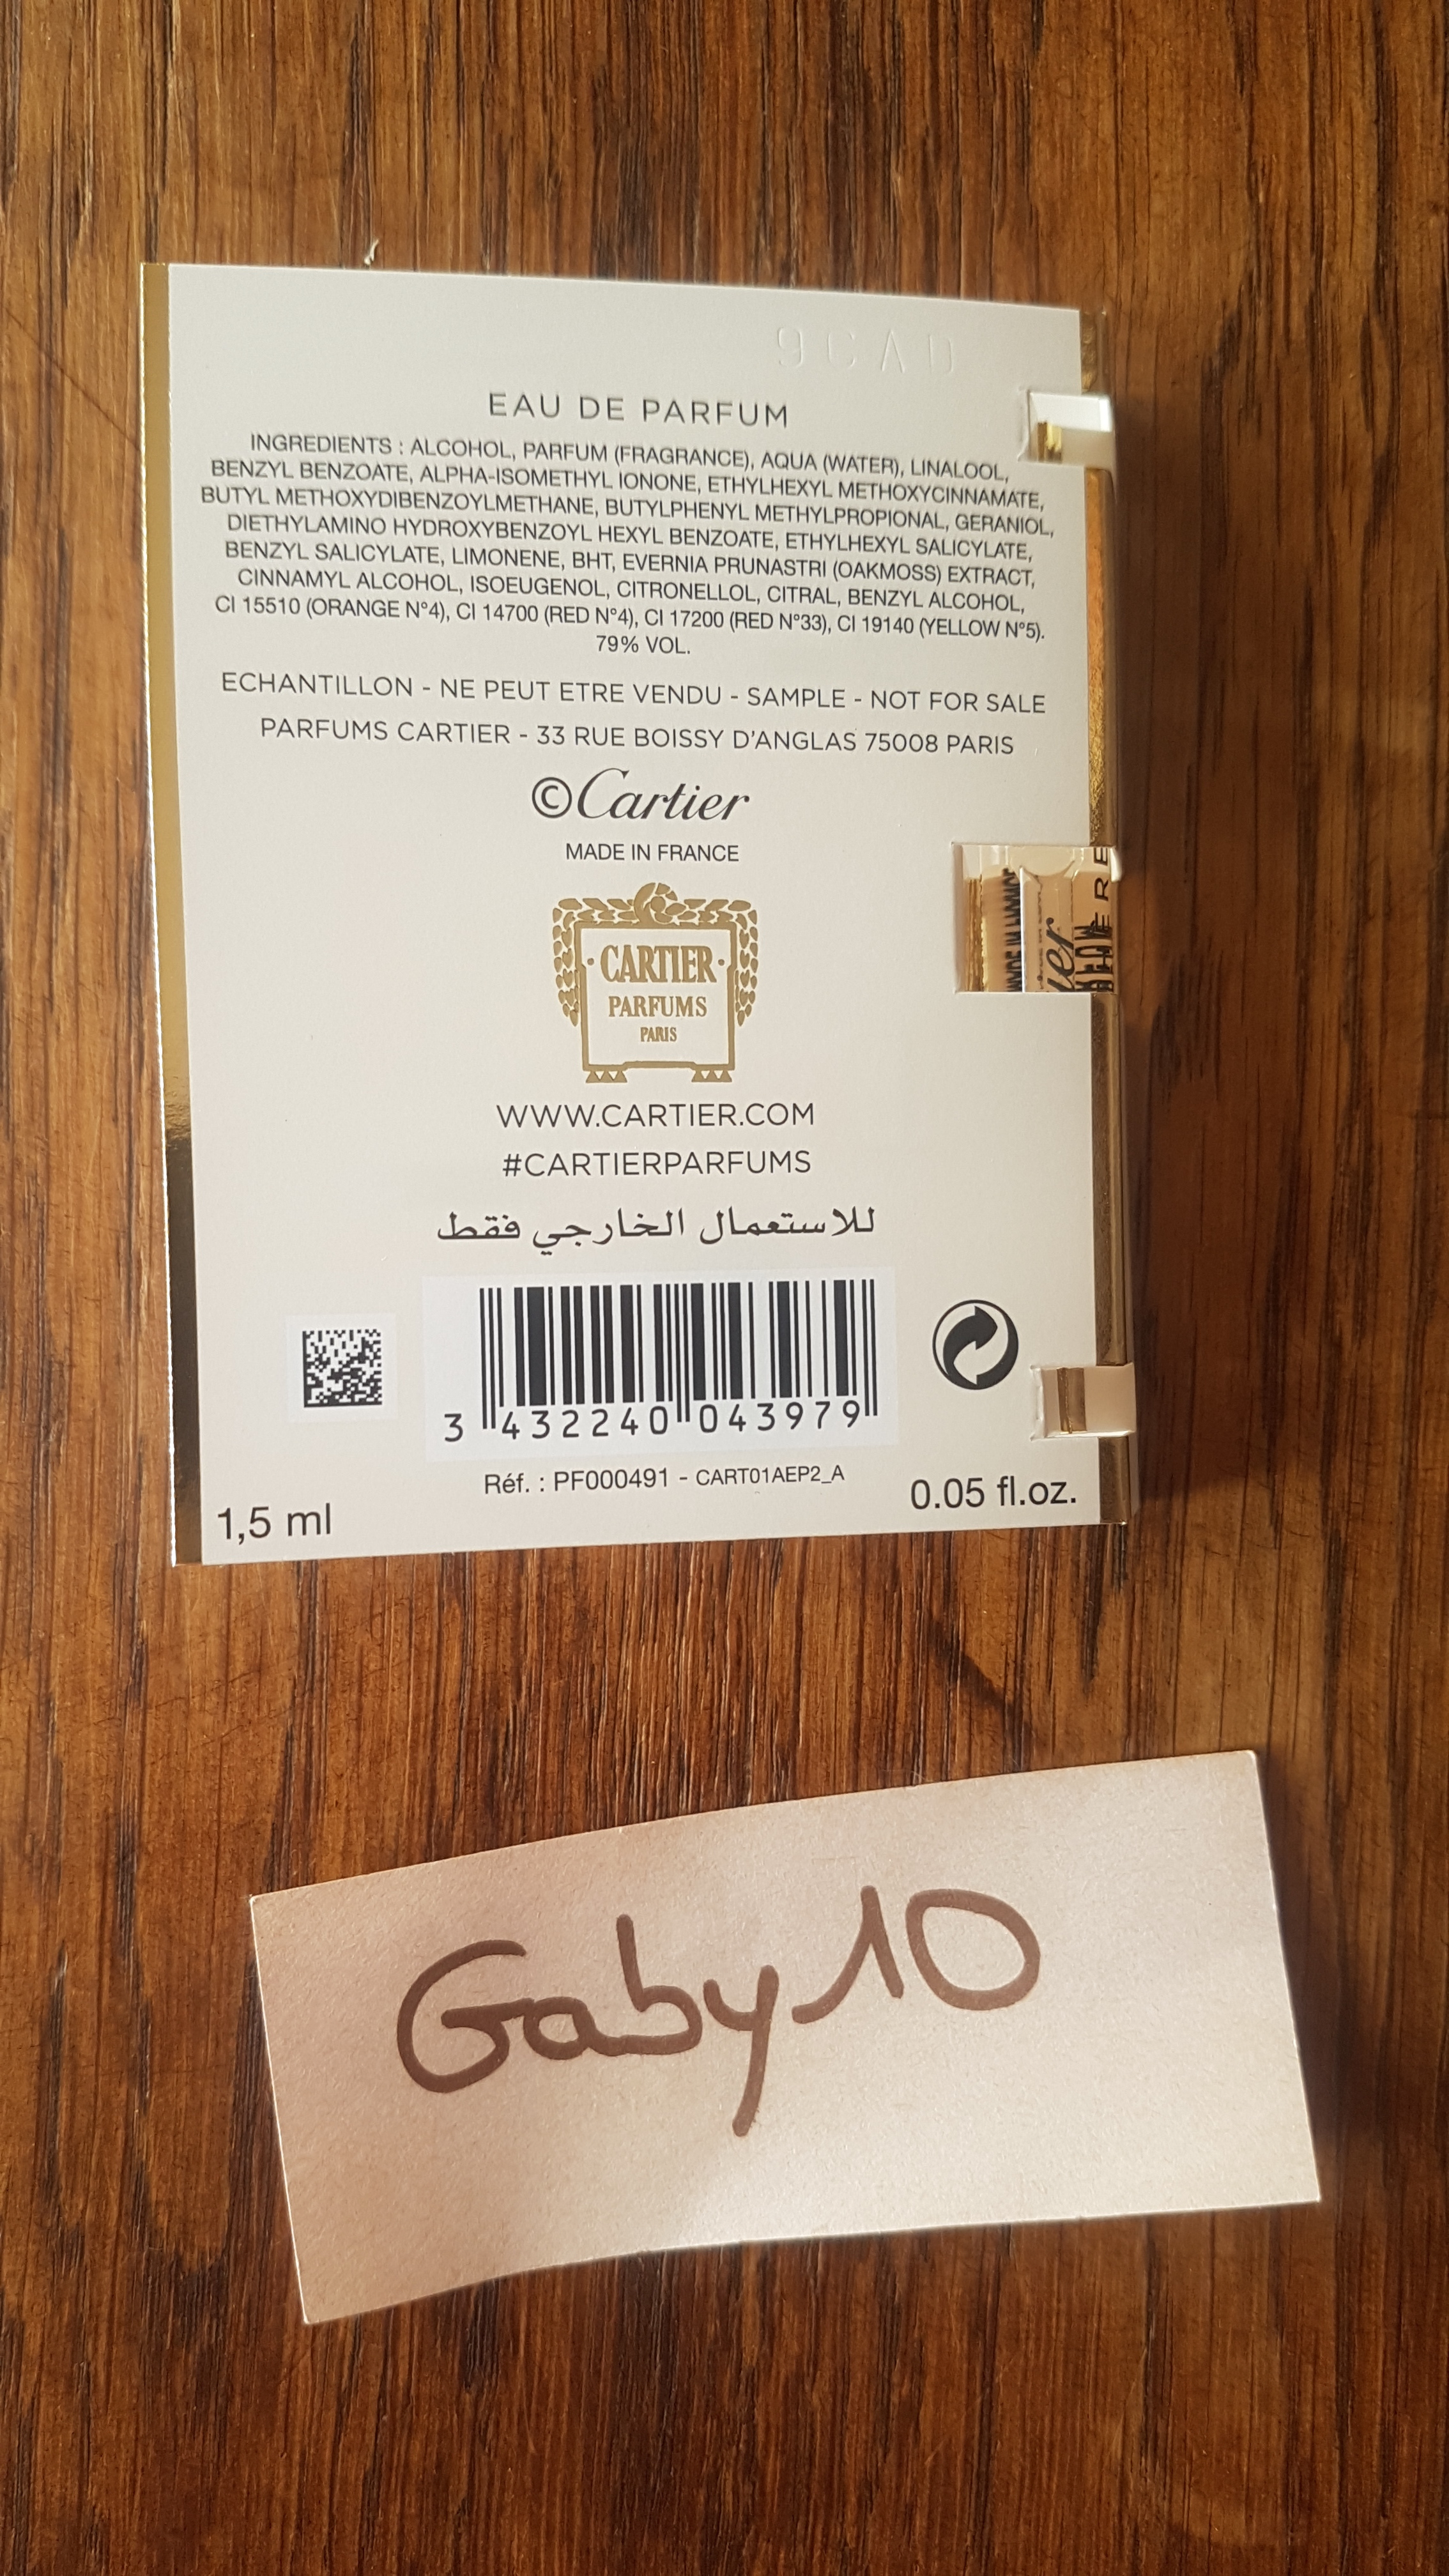 9CAD
EAU DE PARFUM
INGREDIENTS : ALCOHOL, PARFUM (FRAGRANCE), AQUA (WATER), LINALOOL,
BENZYL BENZOATE, ALPHA-ISOMETHYL IONONE, ETHYLHEXYL METHOXYCINNAMATE,
BUTYL METHOXYDIBENZOYLMETHANE, BUTYLPHENYL METHYLPROPIONAL, GERANIOL,
DIETHYLAMINO HYDROXYBENZOYL HEXYL BENZOATE, ETHYLHEXYL SALICYLATE,
BENZYL SALICYLATE, LIMONENE, BHT, EVERNIA PRUNASTRI (OAKMOSS) EXTRACT,
CINNAMYL ALCOHOL, ISOEUGENOL, CITRONELLOL, CITRAL, BENZYL ALCOHOL,
CI 15510 (ORANGE N°4), CI 14700 (RED N°4), CI 17200 (RED N°33), CI 19140 (YELLOW N°5).
79% VOL.
ECHANTILLON - NE PEUT ETRE VENDU - SAMPLE - NOT FOR SALE
PARFUMS CARTIER - 33 RUE BOISSY D'ANGLAS 75008 PARIS
©Cartier
MADE IN FRANCE
CARTIER
PARFUMS
PARIS
WWW.CARTIER.COM
#CARTIERPARFUMS
للاستعمال الخارجي فقط
3 432240 043979
Réf. : PF000491 - CART01AEP2_A
1,5 ml
0.05 fl.oz.
Gaby10